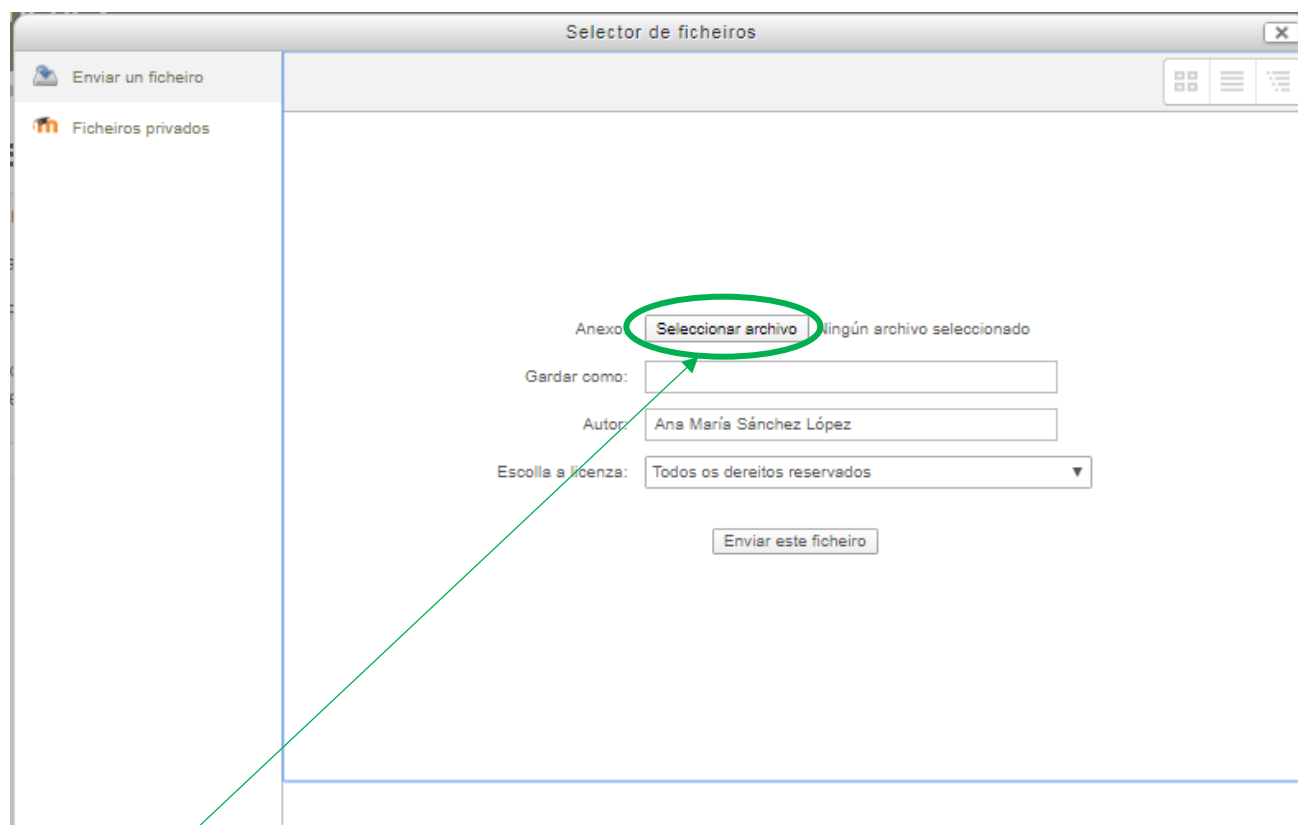 Selector de ficheiros
Enviar un ficheiro
Ficheiros privados
Anexo Seleccionar archivo Ningún archivo seleccionado
Gardar como:
Autor: Ana María Sánchez López
Escolla a licenza: Todos os dereitos reservados
Enviar este ficheiro